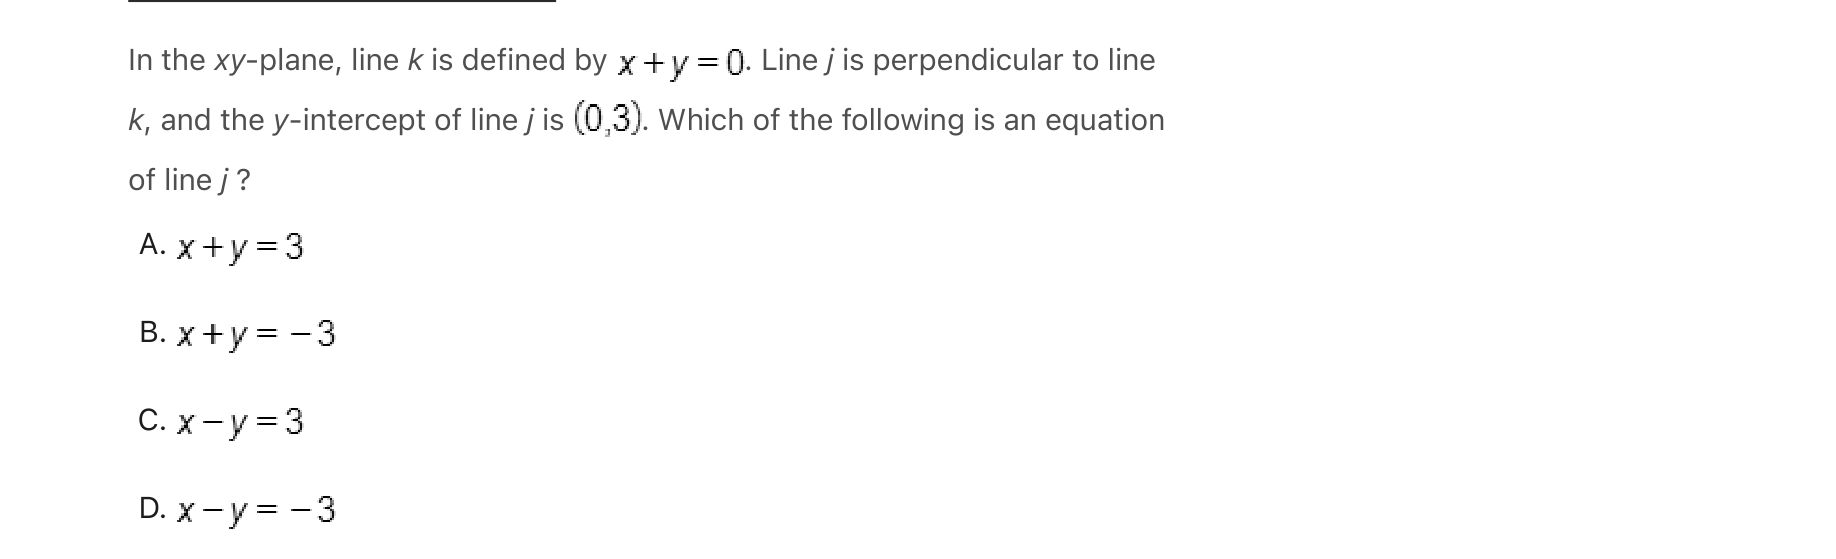 In the xy-plane, line k is defined by x + y = 0. Line j is perpendicular to line
k, and the y-intercept of line j is (0,3). Which of the following is an equation
of line j ?
A. x + y = 3
B. x + y = −3
C. x − y = 3
D. x − y = −3